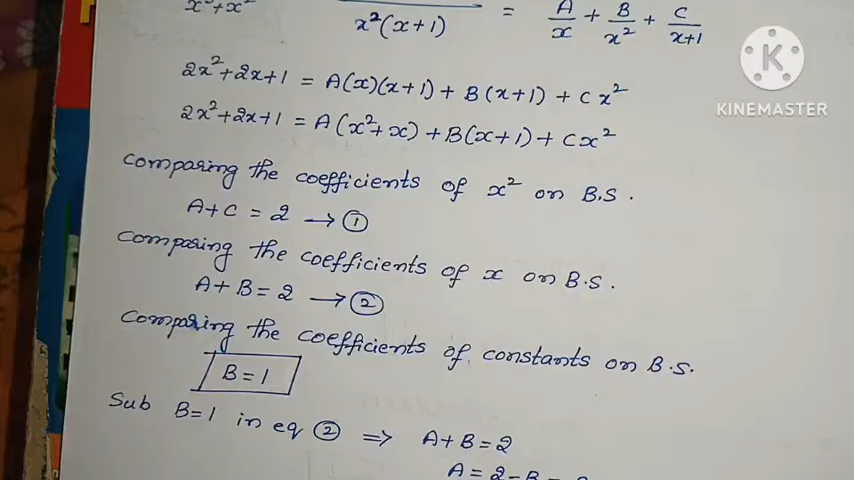 x²(x+1) = A/x + B/x² + C/x+1
2x²+2x+1 = A(x)(x+1) + B(x+1) + Cx²
2x²+2x+1 = A(x²+x) + B(x+1) + Cx²
Comparing the coefficients of x² on B.S.
A+C = 2 → ①
Comparing the coefficients of x on B.S.
A+B = 2 → ②
Comparing the coefficients of constants on B.S.
B = 1
Sub B=1 in eq ② ⇒ A+B = 2
A = 2-B =
KINEMASTER